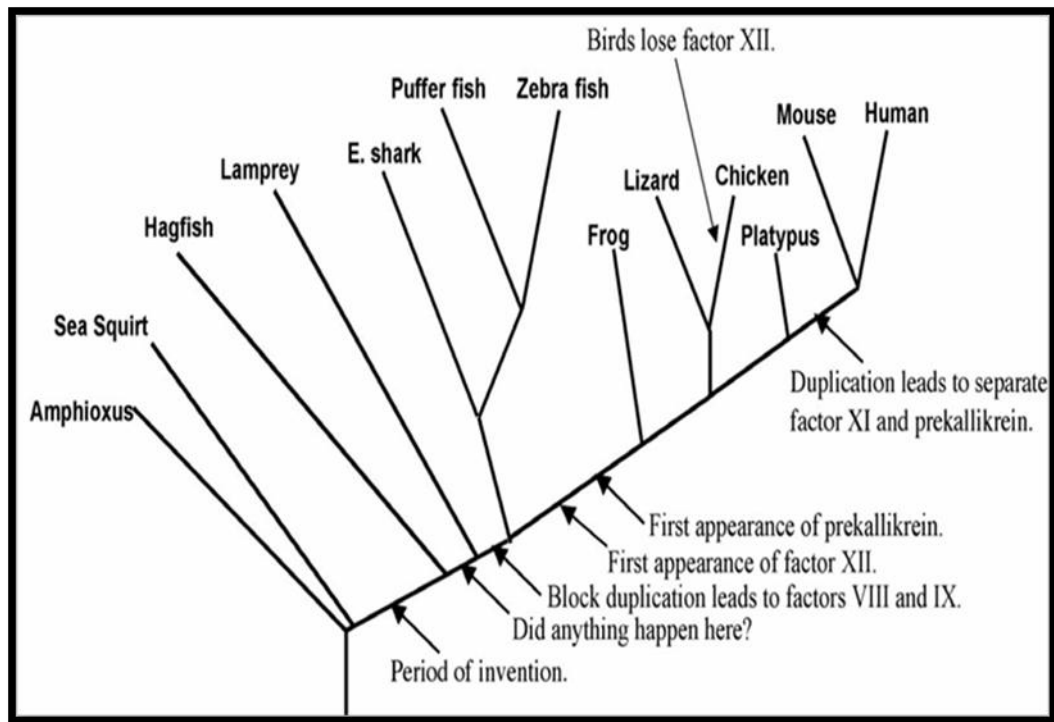 Birds lose factor XII.
Puffer fish
Zebra fish
Mouse
Human
E. shark
Lamprey
Lizard
Chicken
Hagfish
Frog
Platypus
Sea Squirt
Duplication leads to separate
factor XI and prekallikrein.
Amphioxus
First appearance of prekallikrein.
First appearance of factor XII.
Block duplication leads to factors VIII and IX.
Did anything happen here?
Period of invention.